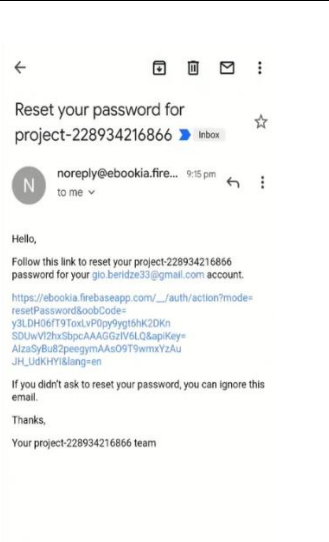 Reset your password for
project-228934216866 Inbox
N
noreply@ebookia.fire... 9:15 pm
to me
Hello,
Follow this link to reset your project-228934216866
password for your gio.beridze33@gmail.com account.
https://ebookia.firebaseapp.com/__/auth/action?mode=
resetPassword&oobCode=
y3LDH06fT9ToxLvP0py9ygt6hK2DKn
SDUwVl2hxSbpcAAAGGzIV6LQ&apiKey=
AIzaSyBu82peegymAAsO9T9wmxYzAu
JH_UdKHYI&lang=en
If you didn't ask to reset your password, you can ignore this
email.
Thanks,
Your project-228934216866 team